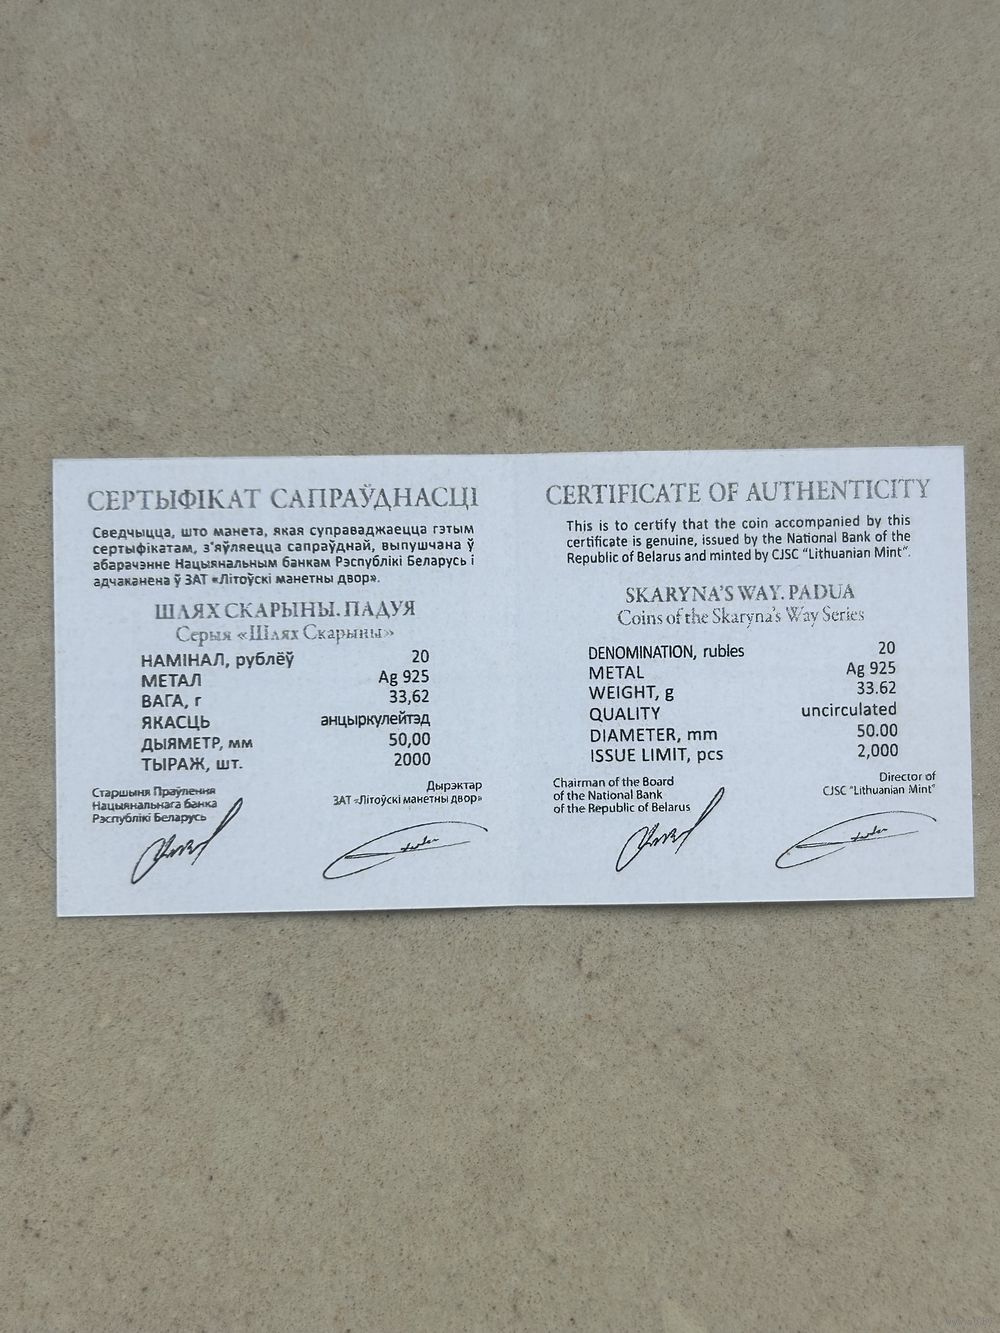 СЕРТЫФІКАТ САПРАЎДНАСЦІ
Сведчыцца, што манета, якая суправаджаецца гэтым
сертыфікатам, з'яўляецца сапраўднай, выпушчана ў
абарачэнне Нацыянальным банкам Рэспублікі Беларусь і
адчаканена ў ЗАТ «Літоўскі манетны двор».
ШЛЯХ СКАРЫНЫ. ПАДУЯ
Серыя «Шлях Скарыны»
НАМІНАЛ, рублёў 20
МЕТАЛ Ag 925
ВАГА, г 33,62
ЯКАСЦЬ анцыркулейтэд
ДЫЯМЕТР, мм 50,00
ТЫРАЖ, шт. 2000
Старшыня Праўлення
Нацыянальнага банка
Рэспублікі Беларусь
Дырэктар
ЗАТ «Літоўскі манетны двор»
CERTIFICATE OF AUTHENTICITY
This is to certify that the coin accompanied by this
certificate is genuine, issued by the National Bank of the
Republic of Belarus and minted by CJSC “Lithuanian Mint”.
SKARYNA'S WAY. PADUA
Coins of the Skaryna's Way Series
DENOMINATION, rubles 20
METAL Ag 925
WEIGHT, g 33.62
QUALITY uncirculated
DIAMETER, mm 50.00
ISSUE LIMIT, pcs 2,000
Chairman of the Board
of the National Bank
of the Republic of Belarus
Director of
CJSC “Lithuanian Mint”